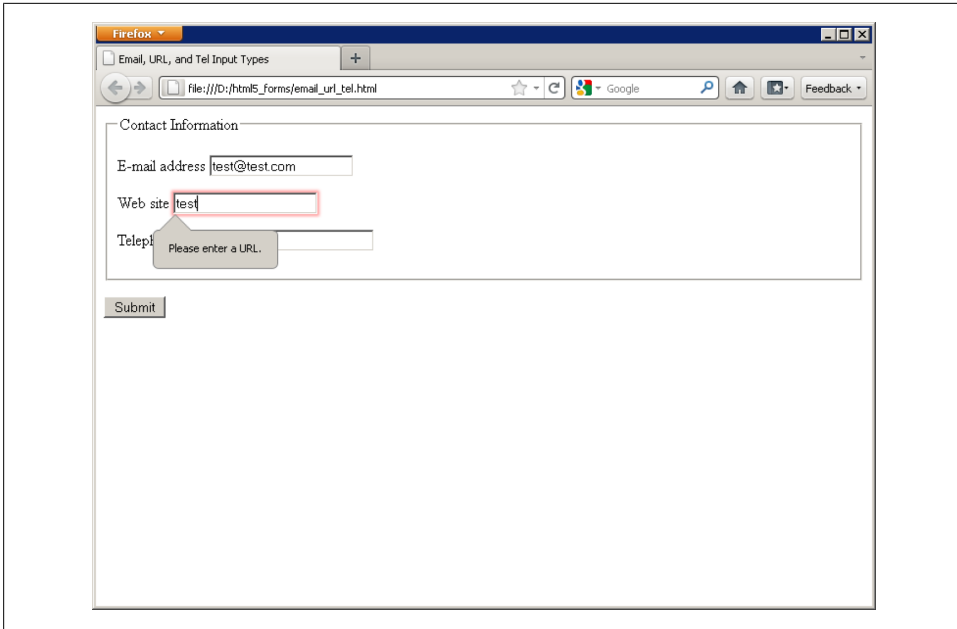 Firefox
Email, URL, and Tel Input Types
file:///D:/html5_forms/email_url_tel.html
Google
Feedback
Contact Information
E-mail address test@test.com
Web site test
Telepl
Please enter a URL.
Submit